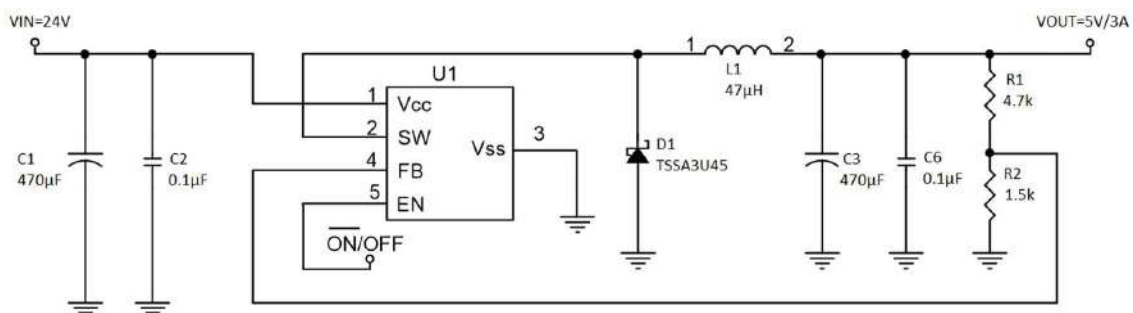 VIN=24V
VOUT=5V/3A
1
2
L1
47µH
U1
1
Vcc
2
SW
4
FB
5
EN
Vss
3
ON/OFF
C1
470µF
C2
0.1µF
D1
TSSA3U45
C3
470µF
C6
0.1µF
R1
4.7k
R2
1.5k